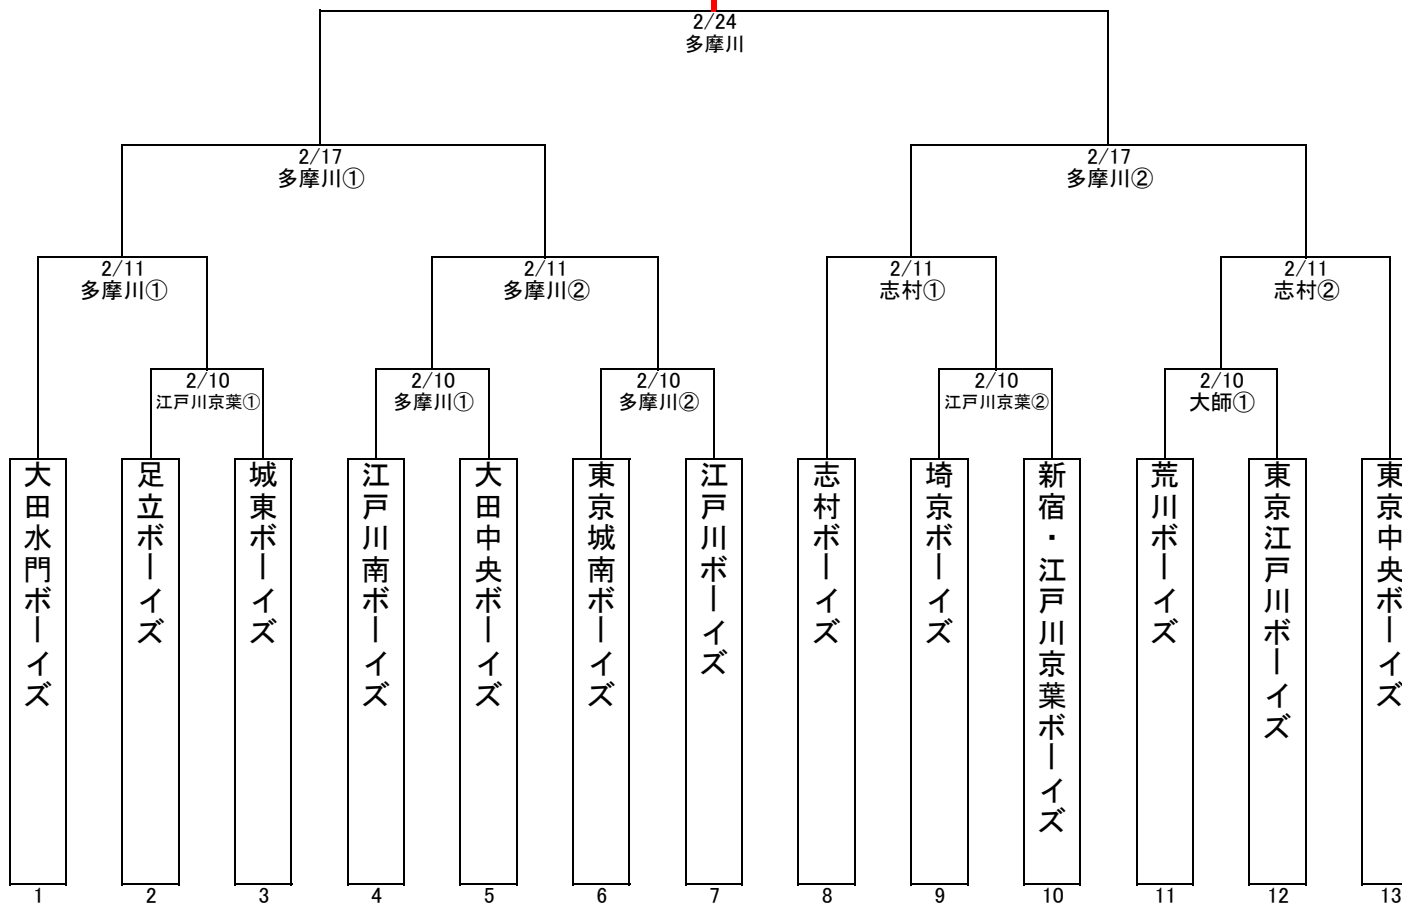 2/24
多摩川
2/17
多摩川①
2/17
多摩川②
2/11
多摩川①
2/11
多摩川②
2/11
志村①
2/11
志村②
2/10
江戸川京葉①
2/10
多摩川①
2/10
多摩川②
2/10
江戸川京葉②
2/10
大師①
大田水門ボーイズ
足立ボーイズ
城東ボーイズ
江戸川南ボーイズ
大田中央ボーイズ
東京城南ボーイズ
江戸川ボーイズ
志村ボーイズ
埼京ボーイズ
新宿・江戸川京葉ボーイズ
荒川ボーイズ
東京江戸川ボーイズ
東京中央ボーイズ
1
2
3
4
5
6
7
8
9
10
11
12
13